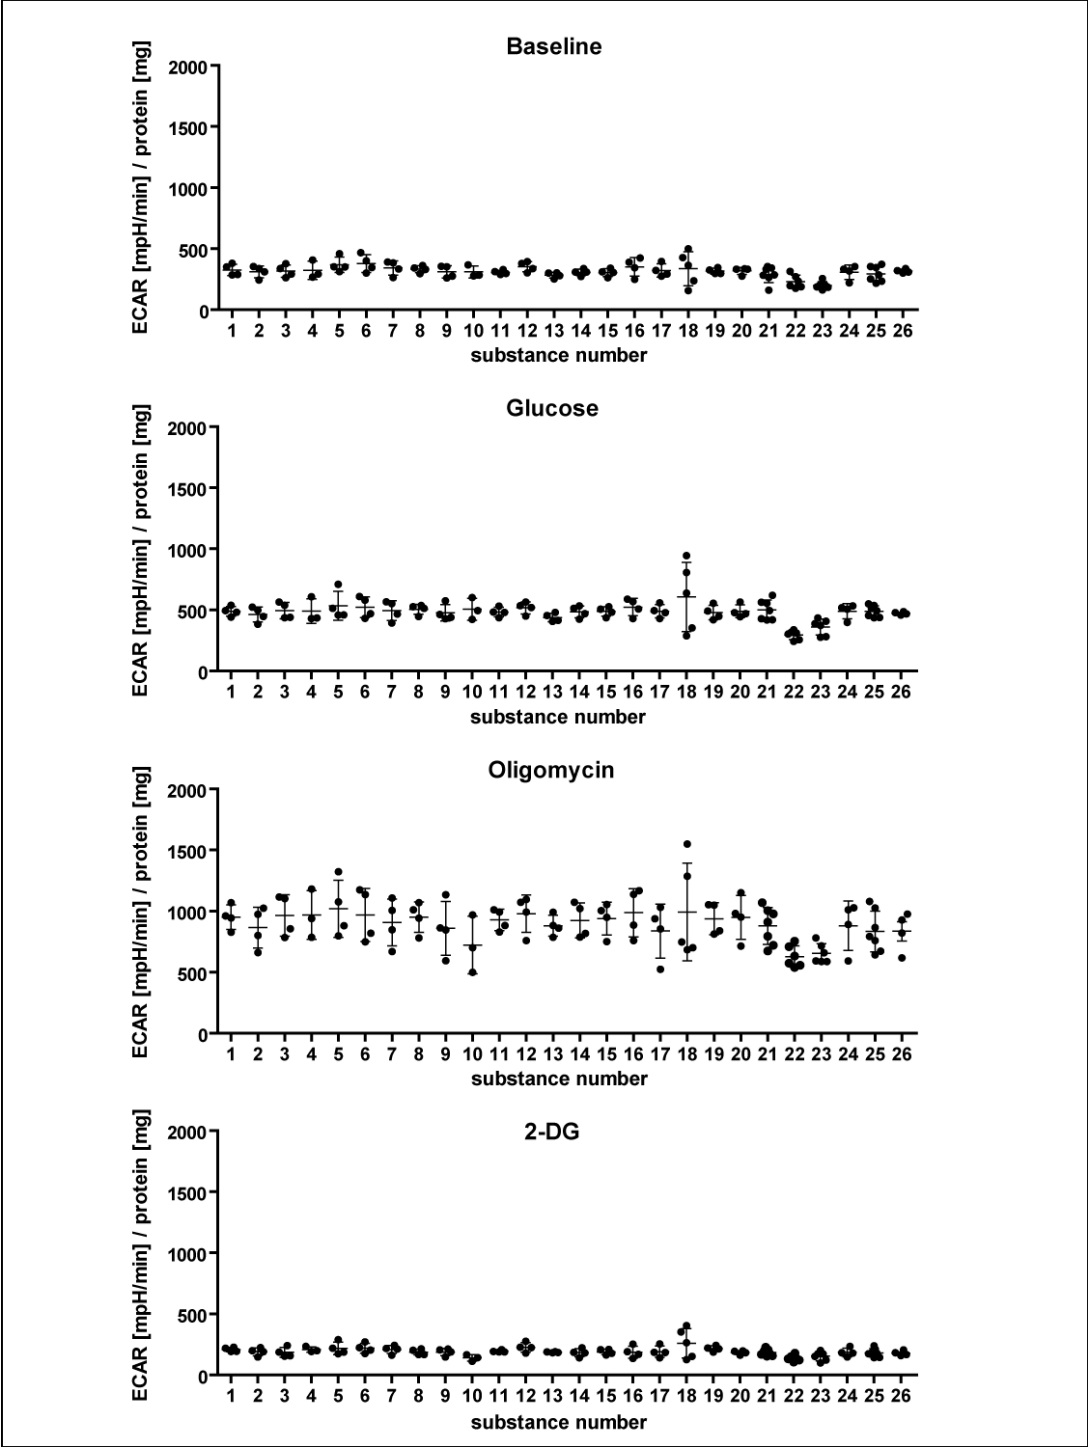 Baseline
ECAR [mpH/min] / protein [mg]
2000
1500
1000
500
0
1 2 3 4 5 6 7 8 9 10 11 12 13 14 15 16 17 18 19 20 21 22 23 24 25 26
substance number
Glucose
ECAR [mpH/min] / protein [mg]
2000
1500
1000
500
0
1 2 3 4 5 6 7 8 9 10 11 12 13 14 15 16 17 18 19 20 21 22 23 24 25 26
substance number
Oligomycin
ECAR [mpH/min] / protein [mg]
2000
1500
1000
500
0
1 2 3 4 5 6 7 8 9 10 11 12 13 14 15 16 17 18 19 20 21 22 23 24 25 26
substance number
2-DG
ECAR [mpH/min] / protein [mg]
2000
1500
1000
500
0
1 2 3 4 5 6 7 8 9 10 11 12 13 14 15 16 17 18 19 20 21 22 23 24 25 26
substance number